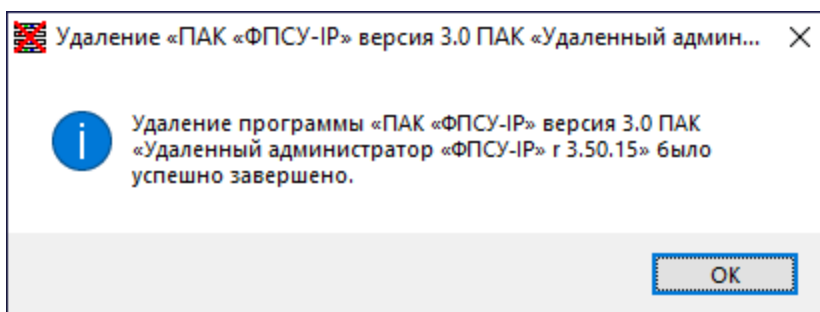 Удаление «ПАК «ФПСУ-IP» версия 3.0 ПАК «Удаленный админ...
Удаление программы «ПАК «ФПСУ-IP» версия 3.0 ПАК
«Удаленный администратор «ФПСУ-IP» r 3.50.15» было
успешно завершено.
ОК